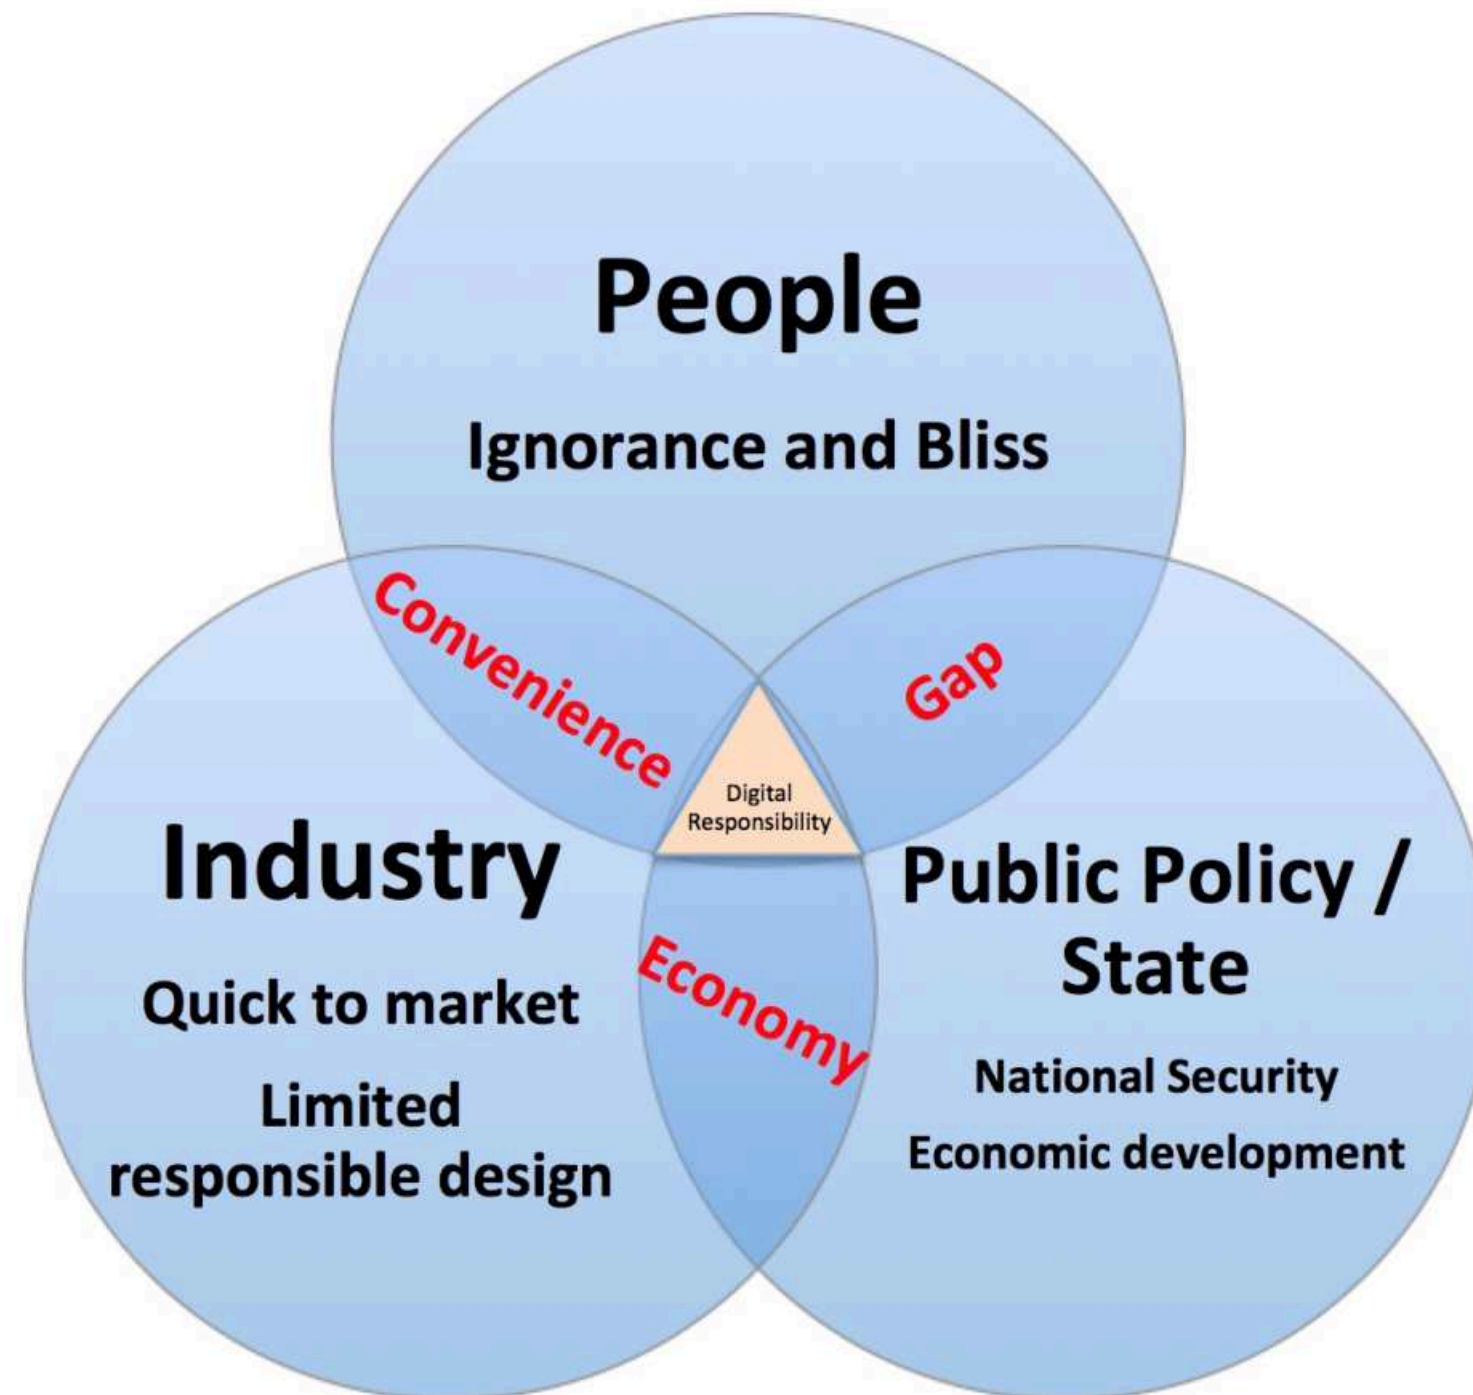 People
Ignorance and Bliss
Convenience
Gap
Digital
Responsibility
Industry
Quick to market
Limited
responsible design
Economy
Public Policy /
State
National Security
Economic development